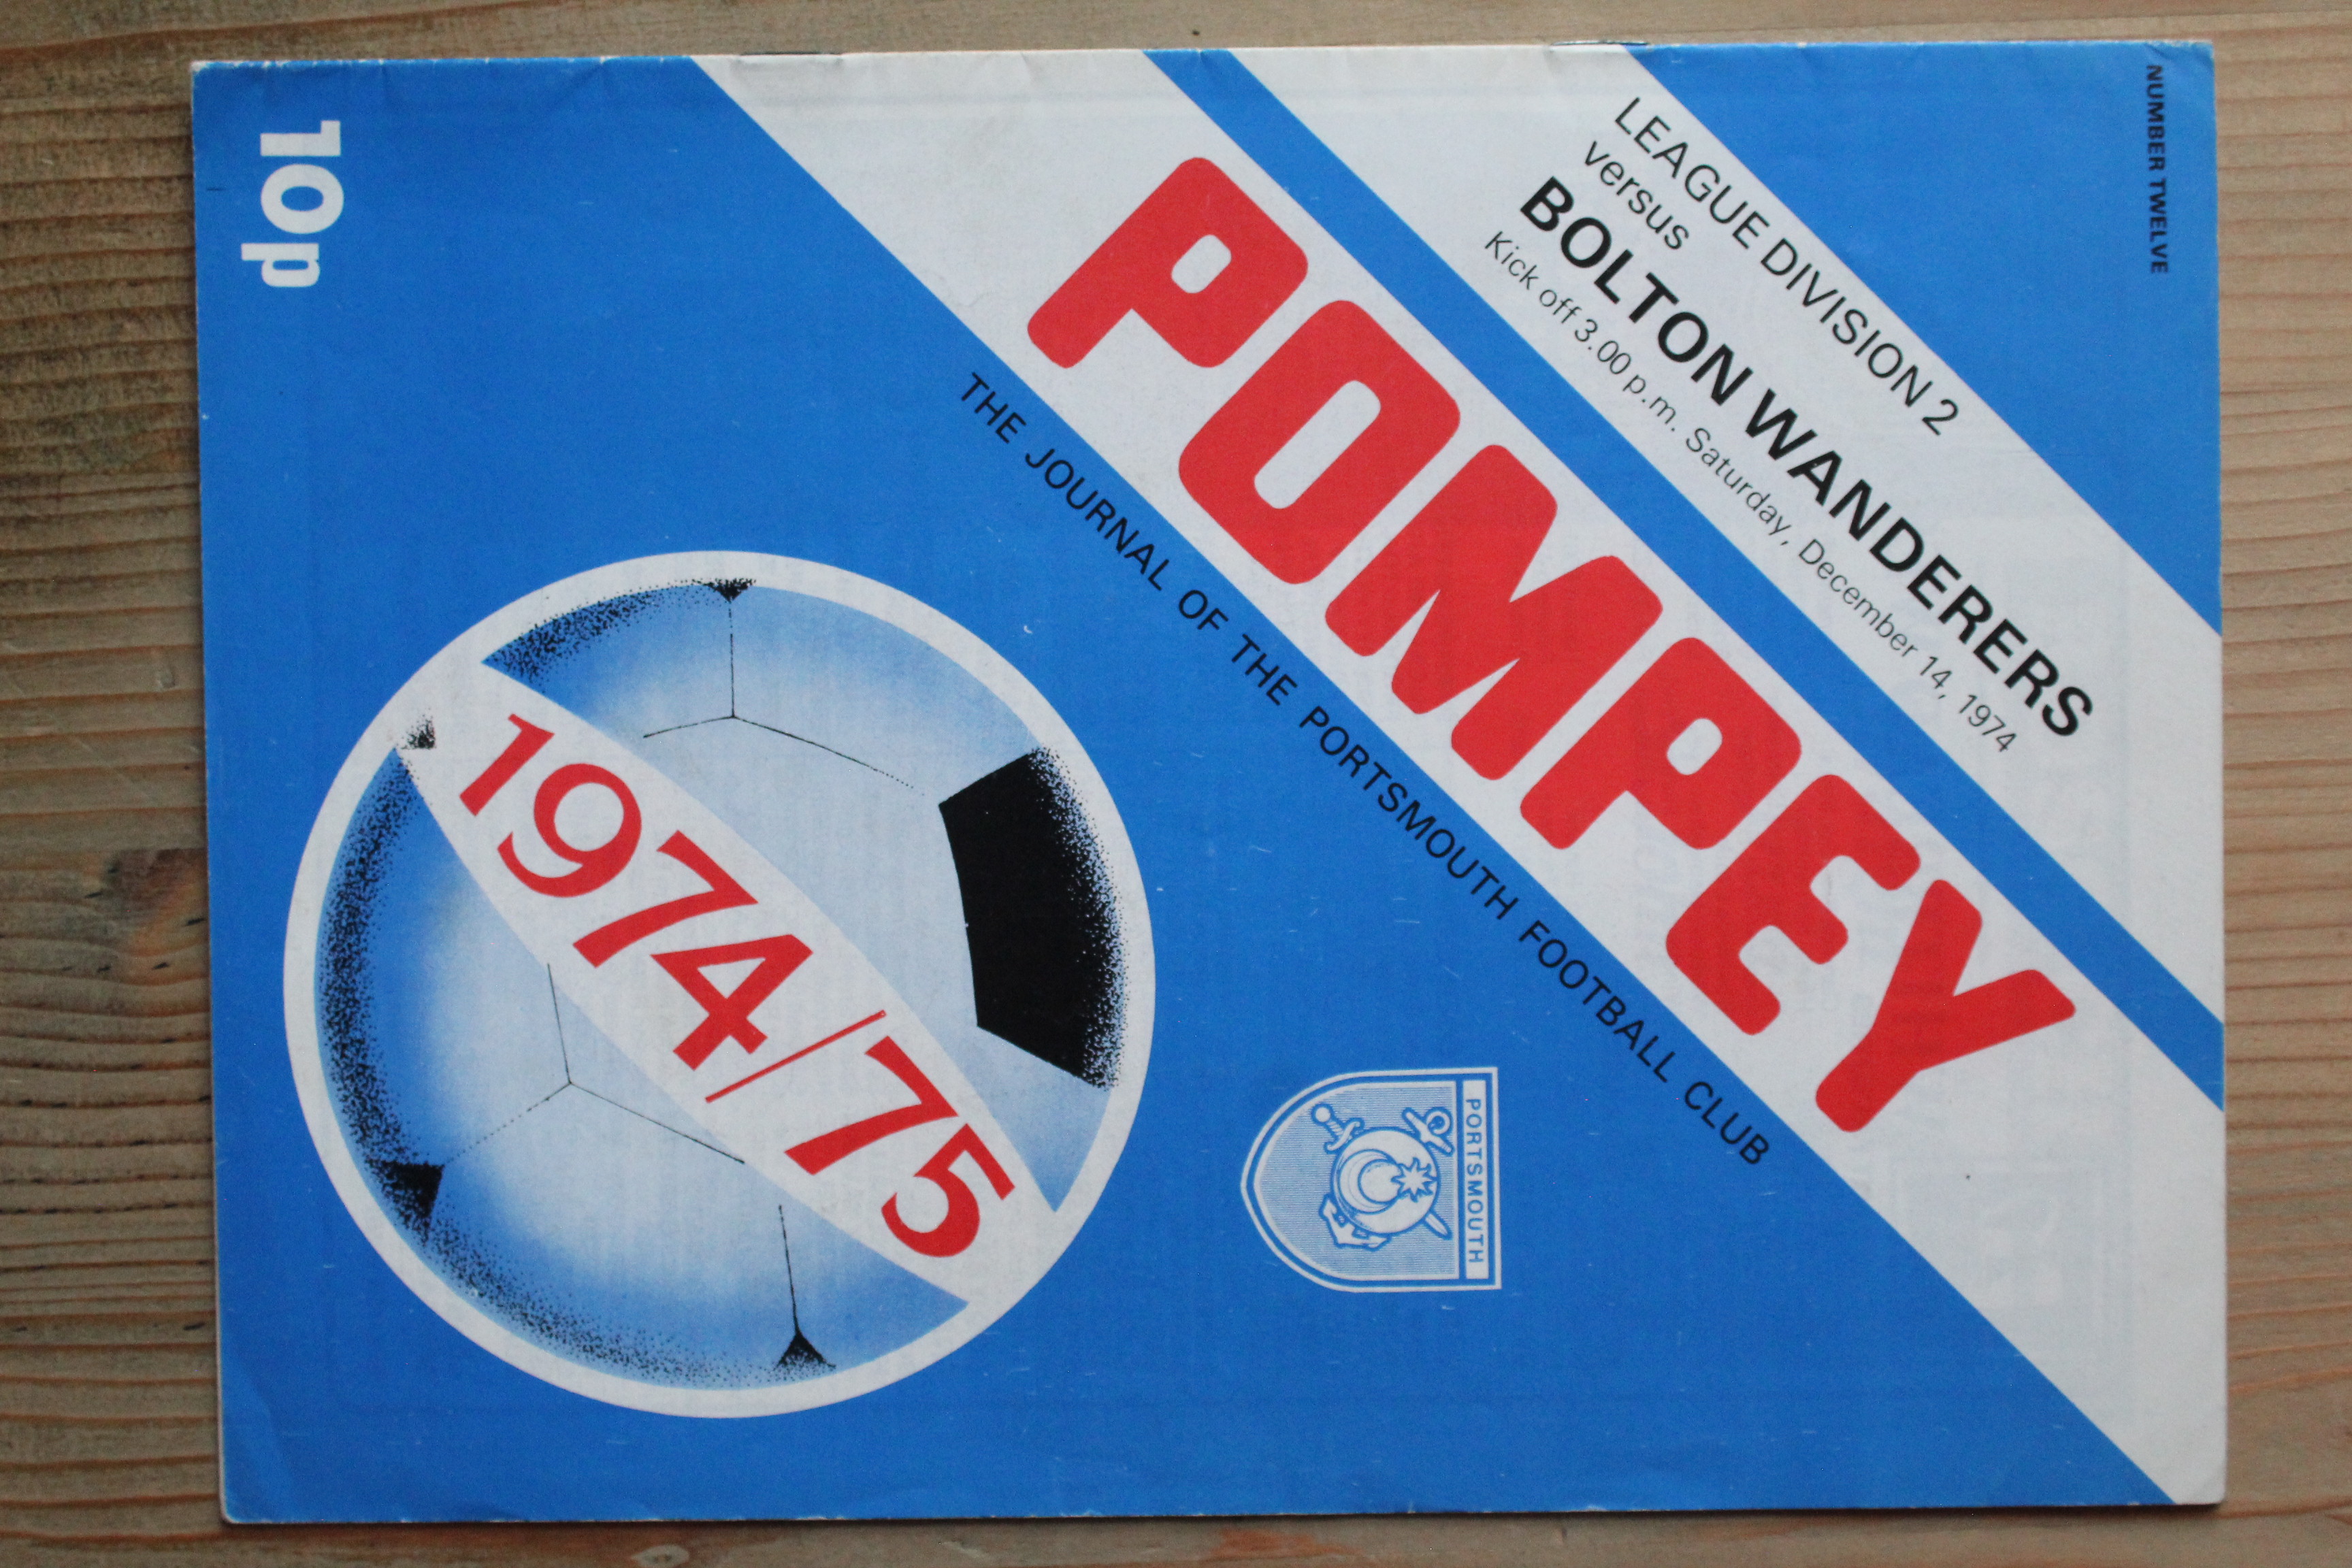 NUMBER TWELVE
LEAGUE DIVISION 2
versus
BOLTON WANDERERS
Kick off 3.00 p.m. Saturday, December 14, 1974
POMPEY
THE JOURNAL OF THE PORTSMOUTH FOOTBALL CLUB
PORTSMOUTH
1974/75
10p